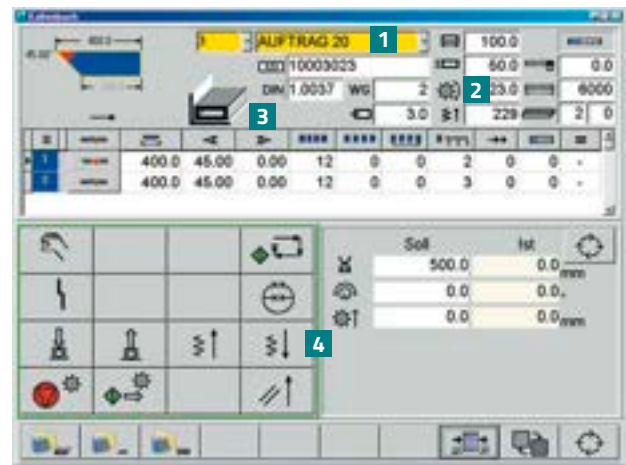 Kaltenbach
400.0 3 AUFTRAG 20 1 100.0
45.00 10003023 60.0 0.0
DIN 1.0037 WG 2 2 23.0 6000
3 3.0 229 2 0
1 400.0 45.00 0.00 12 0 0 2 0 0 -
400.0 45.00 0.00 12 0 0 3 0 0 -
Soll Ist
500.0 0.0 mm
0.0 0.0
4 0.0 0.0 mm